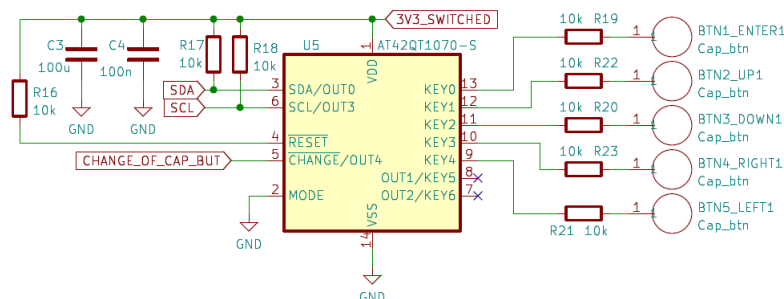 3V3_SWITCHED
C3
100u
C4
100n
R17
10k
R18
10k
U5
AT42QT1070-S
10k R19
1
BTN1_ENTER1
Cap_btn
1
VDD
GND
GND
R16
10k
SDA
3
SDA/OUT0
KEY0
13
10k R22
1
BTN2_UP1
Cap_btn
SCL
6
SCL/OUT3
KEY1
12
KEY2
11
10k R20
1
BTN3_DOWN1
Cap_btn
4
RESET
KEY3
10
CHANGE_OF_CAP_BUT
5
CHANGE/OUT4
KEY4
9
10k R23
1
BTN4_RIGHT1
Cap_btn
OUT1/KEY5
8
2
MODE
OUT2/KEY6
7
R21 10k
1
BTN5_LEFT1
Cap_btn
VSS
14
GND
GND